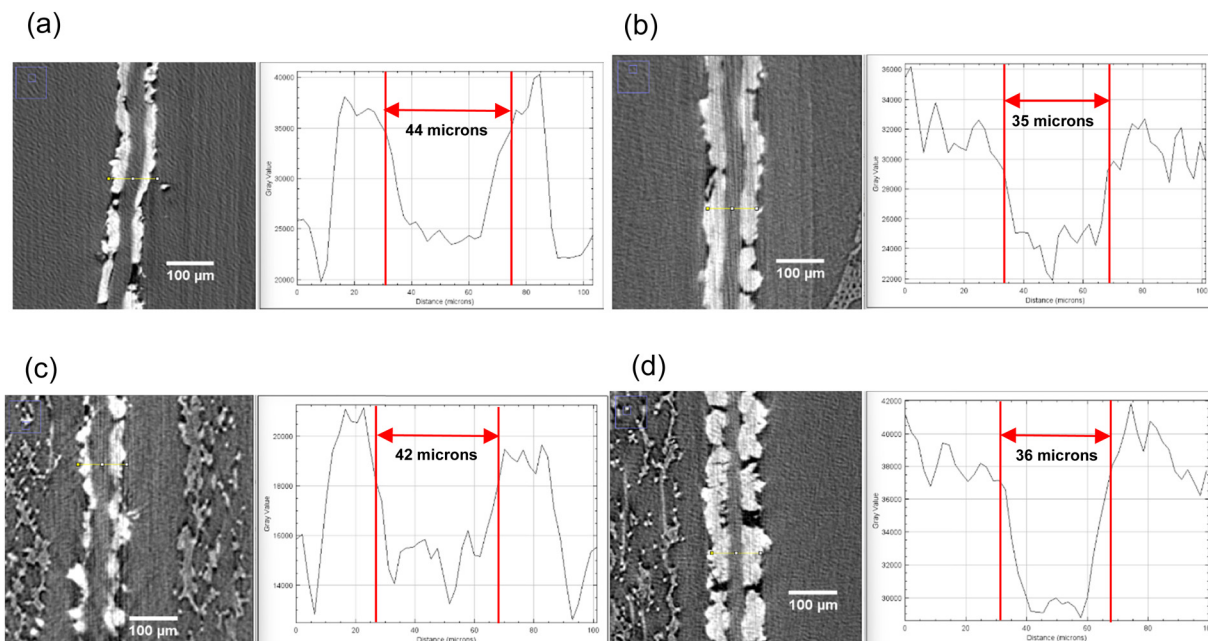 (a)
(b)
40000
35000
30000
25000
20000
44 microns
Gray Value
0 20 40 60 80 100
Distance (microns)
100 µm
36000
34000
32000
30000
28000
26000
24000
22000
35 microns
Gray Value
0 20 40 60 80 100
Distance (microns)
100 µm
(c)
(d)
20000
18000
16000
14000
42 microns
Gray Value
0 20 40 60 80 100
Distance (microns)
100 µm
42000
40000
38000
36000
34000
32000
30000
36 microns
Gray Value
0 20 40 60 80 100
Distance (microns)
100 µm